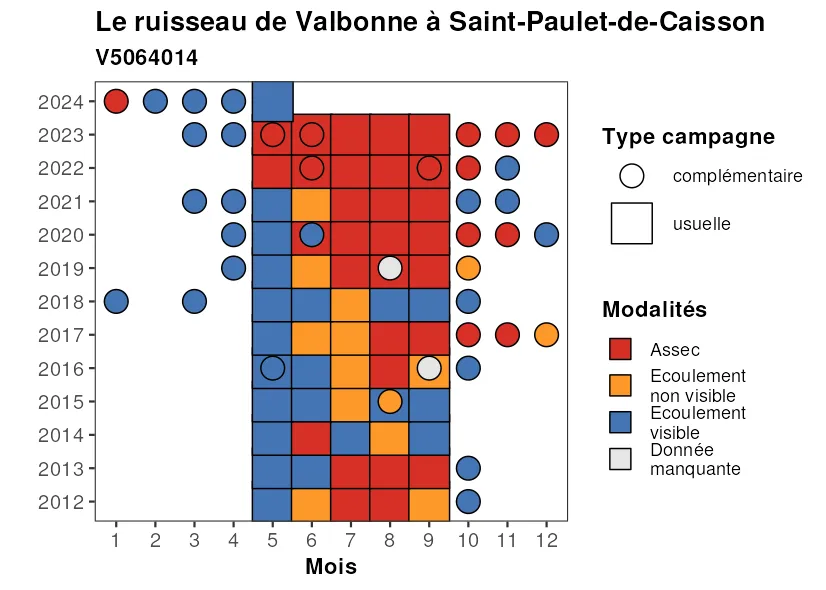 Le ruisseau de Valbonne à Saint-Paulet-de-Caisson
V5064014
2024
2023
2022
2021
2020
2019
2018
2017
2016
2015
2014
2013
2012
1 2 3 4 5 6 7 8 9 10 11 12
Mois
Type campagne
complémentaire
usuelle
Modalités
Assec
Ecoulement
non visible
Ecoulement
visible
Donnée
manquante